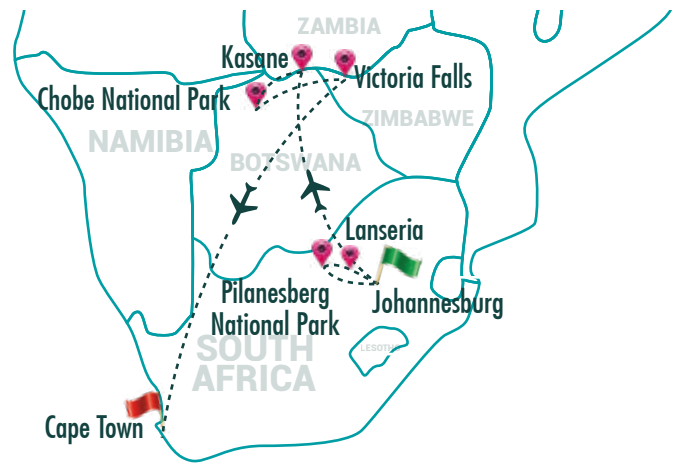 ZAMBIA
Kasane
Victoria Falls
Chobe National Park
ZIMBABWE
NAMIBIA
BOTSWANA
Lanseria
Pilanesberg
National Park
Johannesburg
SOUTH
AFRICA
LESOTHO
Cape Town